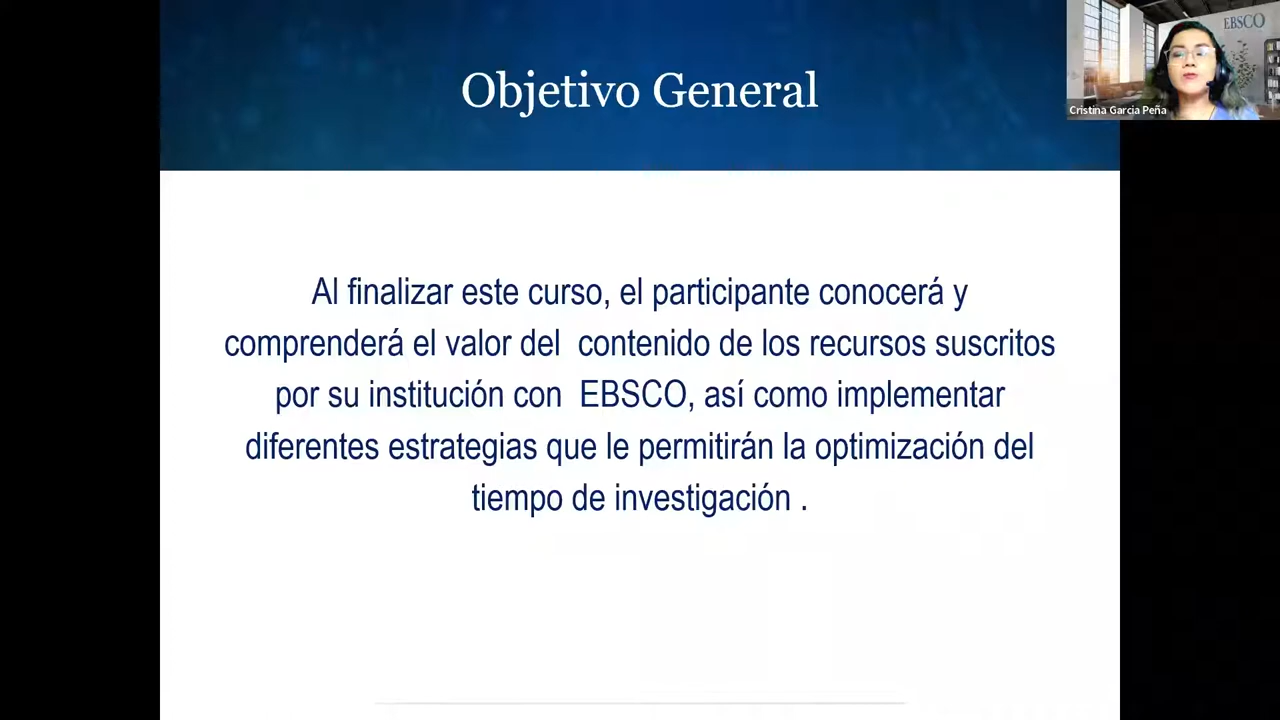 Objetivo General
EBSCO
Cristina Garcia Peña
Al finalizar este curso, el participante conocerá y
comprenderá el valor del  contenido de los recursos suscritos
por su institución con  EBSCO, así como implementar
diferentes estrategias que le permitirán la optimización del
tiempo de investigación .